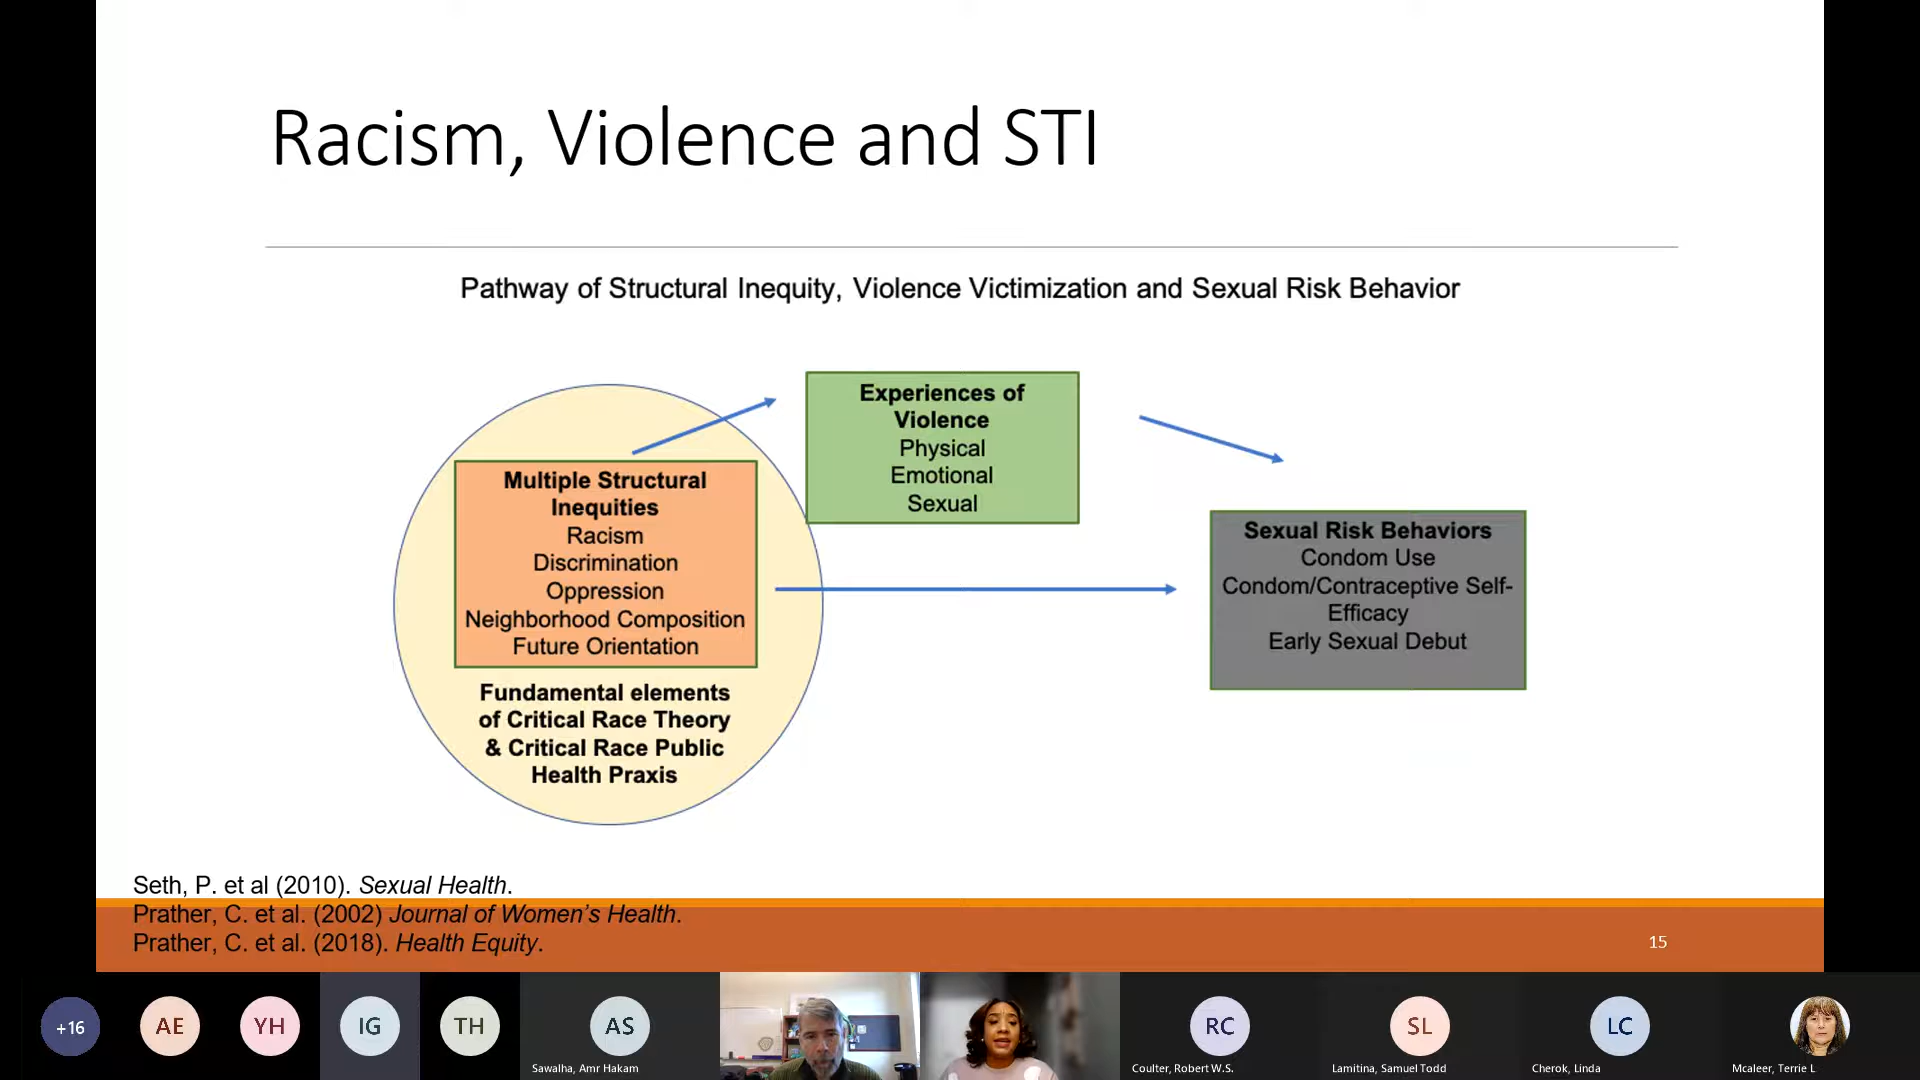 Racism, Violence and STI
Pathway of Structural Inequity, Violence Victimization and Sexual Risk Behavior
Experiences of
Violence
Physical
Emotional
Sexual
Multiple Structural
Inequities
Racism
Discrimination
Oppression
Neighborhood Composition
Future Orientation
Fundamental elements
of Critical Race Theory
& Critical Race Public
Health Praxis
Sexual Risk Behaviors
Condom Use
Condom/Contraceptive Self-
Efficacy
Early Sexual Debut
Seth, P. et al (2010). Sexual Health.
Prather, C. et al. (2002) Journal of Women's Health.
Prather, C. et al. (2018). Health Equity.
15
+16
AE
YH
IG
TH
AS
Sawalha, Amr Hakam
RC
Coulter, Robert W.S.
SL
Lamitina, Samuel Todd
LC
Cherok, Linda
Mcaleer, Terrie L